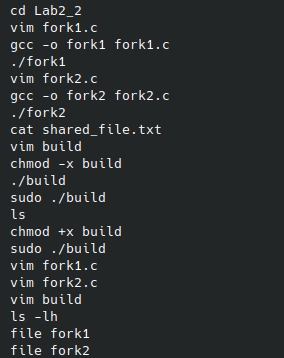 cd Lab2_2
vim fork1.c
gcc -o fork1 fork1.c
./fork1
vim fork2.c
gcc -o fork2 fork2.c
./fork2
cat shared_file.txt
vim build
chmod -x build
./build
sudo ./build
ls
chmod +x build
sudo ./build
vim fork1.c
vim fork2.c
vim build
ls -lh
file fork1
file fork2